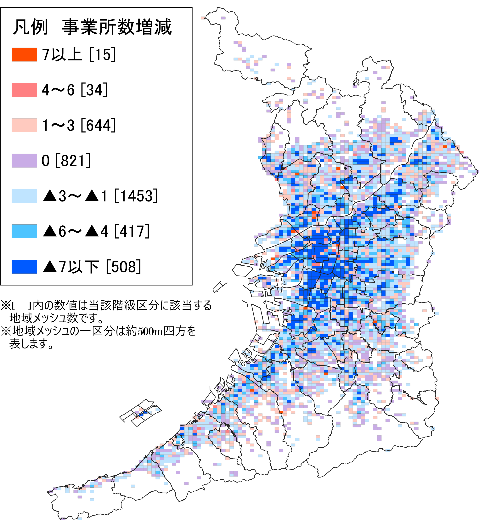 凡例　事業所数増減
7以上 [15]
4～6 [34]
1～3 [644]
0 [821]
▲3～▲1 [1453]
▲6～▲4 [417]
▲7以下 [508]
※[　]内の数値は当該階級区分に該当する
地域メッシュ数です。
※地域メッシュの一区分は約500m四方を
表します。